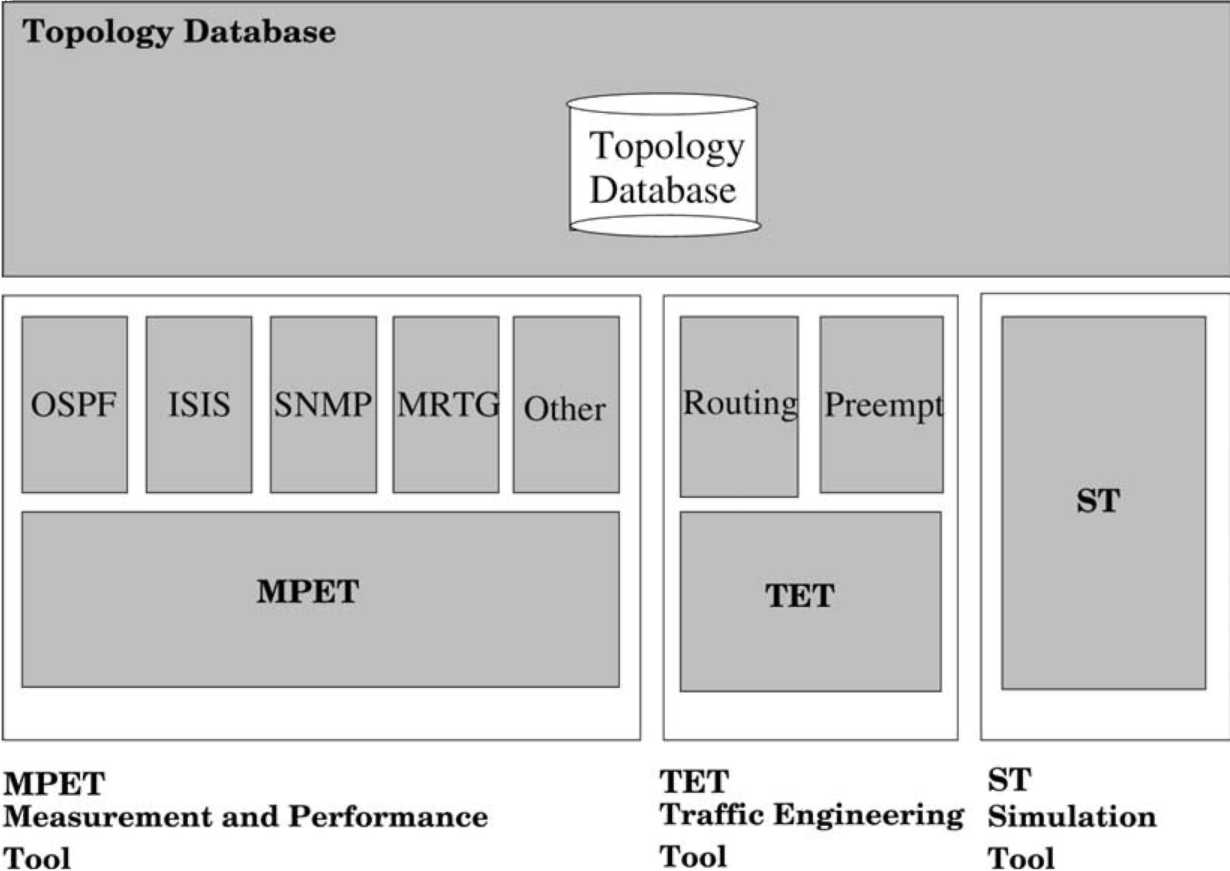 Topology Database
Topology
Database
OSPF ISIS SNMP MRTG Other
Routing Preempt
ST
MPET
TET
MPET
Measurement and Performance
Tool
TET
Traffic Engineering
Tool
ST
Simulation
Tool